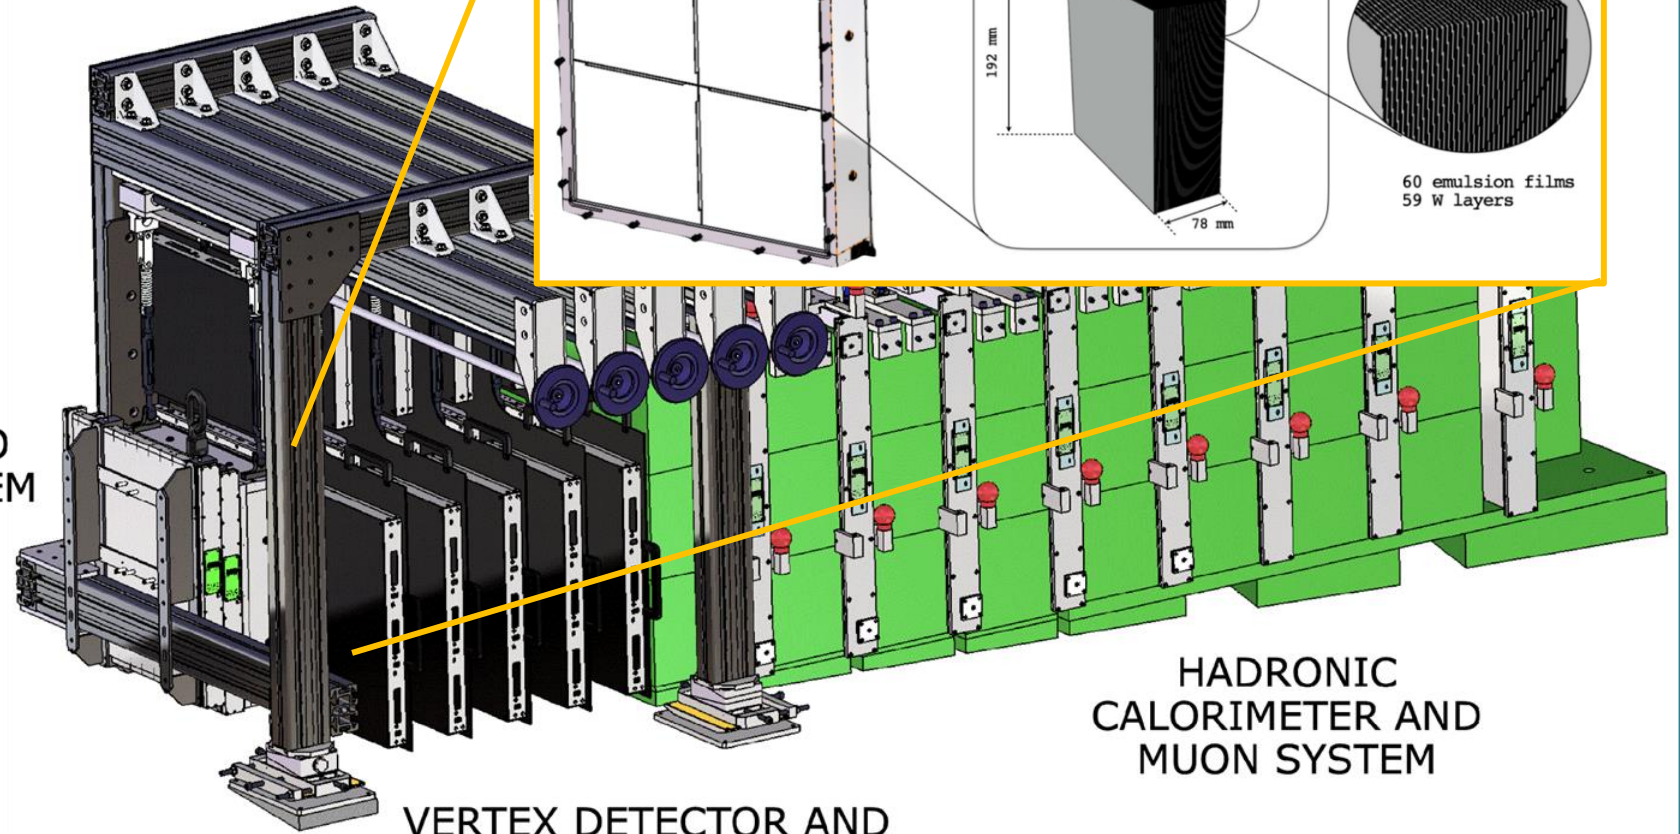 192 mm
78 mm
60 emulsion films
59 W layers
HADRONIC
CALORIMETER AND
MUON SYSTEM
VERTEX DETECTOR AND